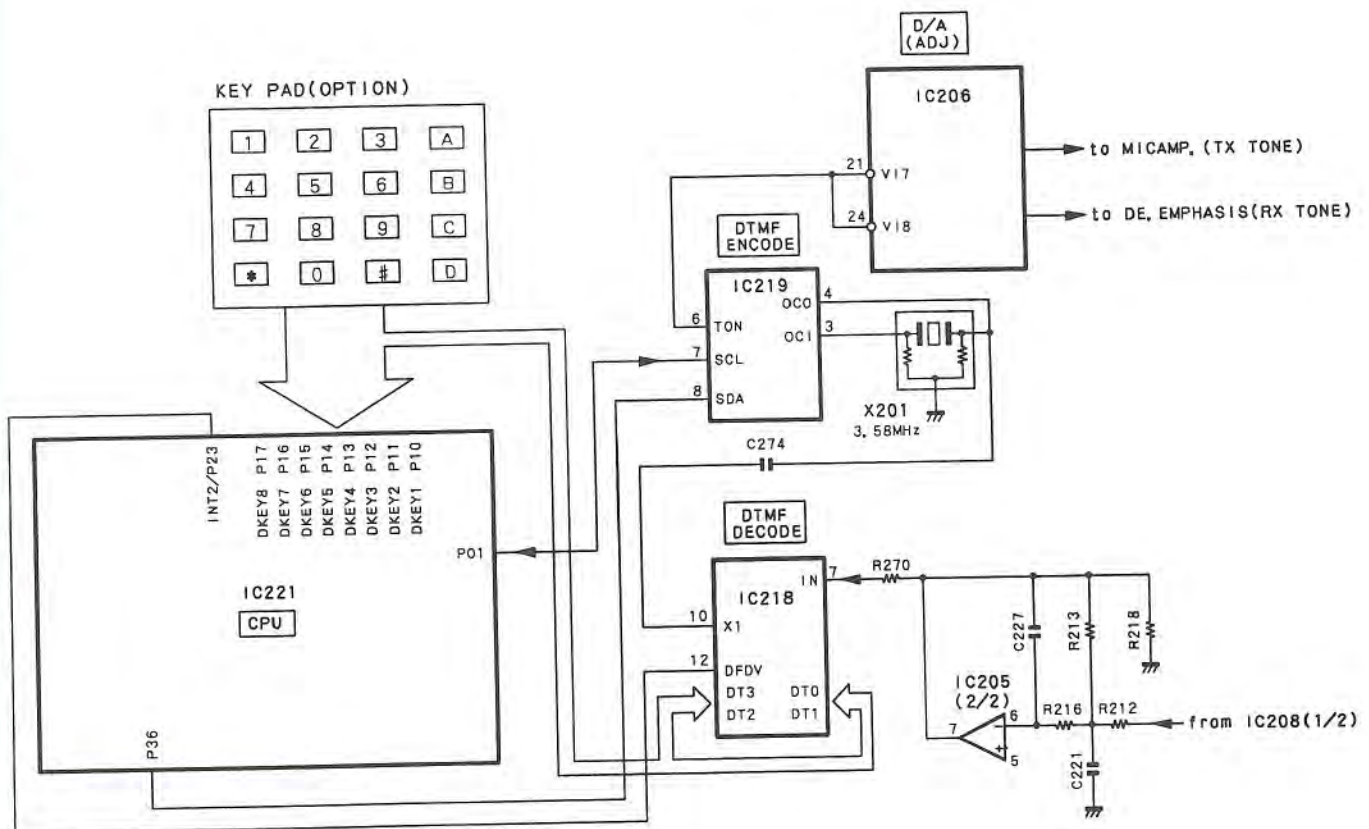 D/A
(ADJ)
KEY PAD(OPTION)
1 2 3 A
4 5 6 B
7 8 9 C
* 0 # D
IC206
to MICAMP. (TX TONE)
to DE. EMPHASIS(RX TONE)
21 VI7
24 VI8
DTMF
ENCODE
IC219
OCO 4
OCI 3
6 TON
7 SCL
8 SDA
X201
3.58MHz
C274
INT2/P23
DKEY8 P17
DKEY7 P16
DKEY6 P15
DKEY5 P14
DKEY4 P13
DKEY3 P12
DKEY2 P11
DKEY1 P10
P01
IC221
CPU
P36
DTMF
DECODE
IN 7
IC218
10 X1
12 DFDV
DT3 DT0
DT2 DT1
R270
C227
R213
R218
IC205
(2/2)
7
6
5
R216
R212
from IC208(1/2)
C221